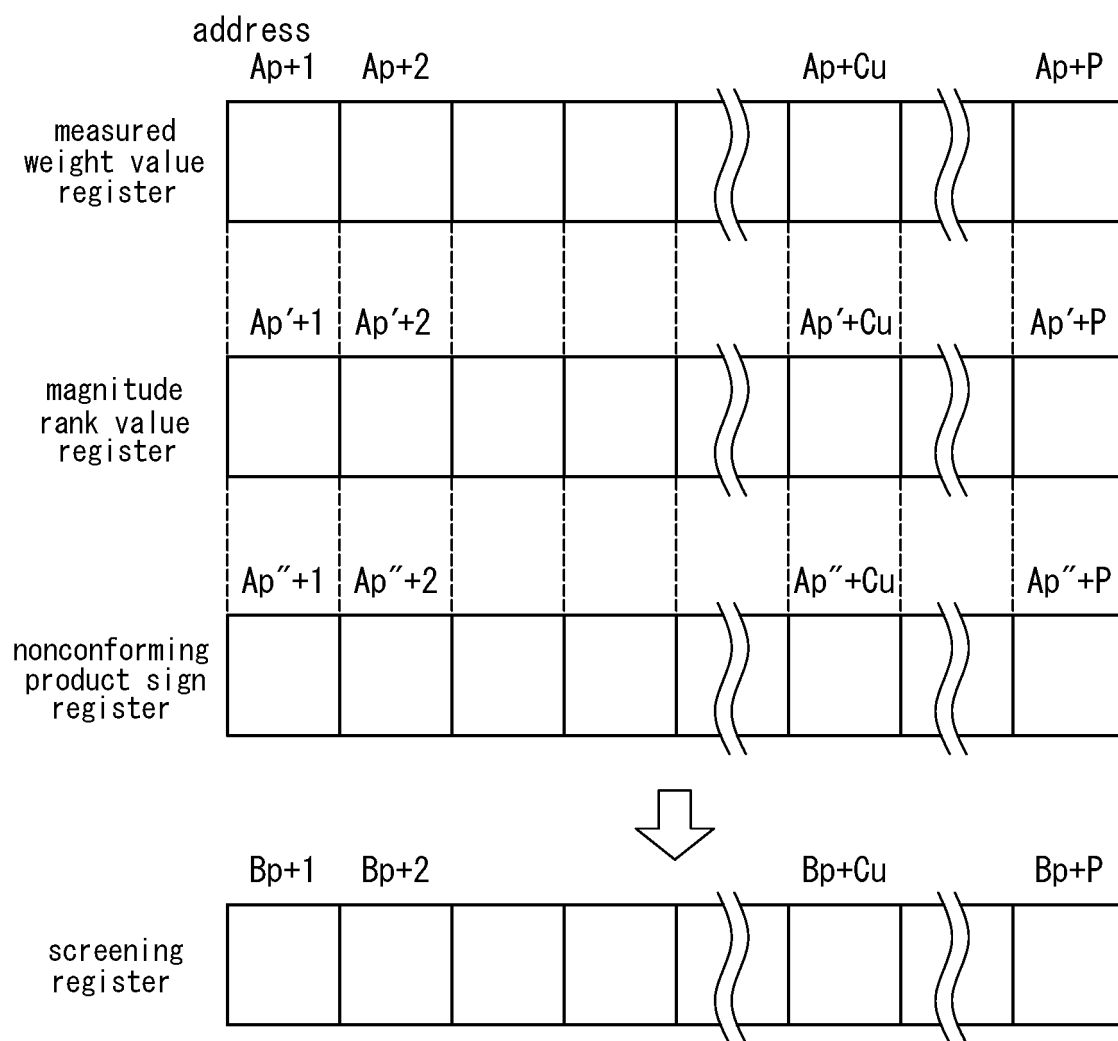 address
Ap+1 Ap+2 Ap+Cu Ap+P
measured
weight value
register
Ap′+1 Ap′+2 Ap′+Cu Ap′+P
magnitude
rank value
register
Ap″+1 Ap″+2 Ap″+Cu Ap″+P
nonconforming
product sign
register
Bp+1 Bp+2 Bp+Cu Bp+P
screening
register